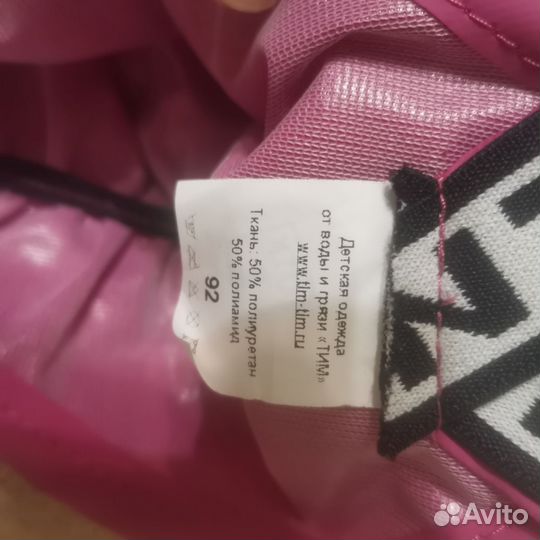 Детская одежда
от воды и грязи «ТИМ»
www.tim-tim.ru
Ткань: 50% полиуретан
50% полиамид
92
Avito